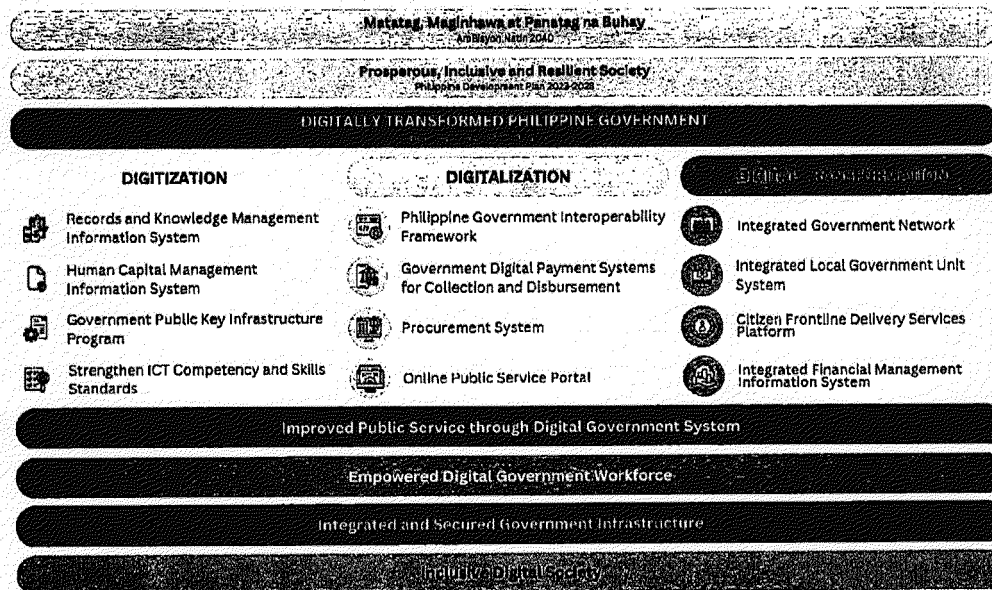 Matatag, Maginhawa at Panatag na Buhay
AmBisyon Natin 2040
Prosperous, Inclusive and Resilient Society
Philippine Development Plan 2023-2028
DIGITALLY TRANSFORMED PHILIPPINE GOVERNMENT
DIGITIZATION
Records and Knowledge Management
Information System
Human Capital Management
Information System
Government Public Key Infrastructure
Program
Strengthen ICT Competency and Skills
Standards
DIGITALIZATION
Philippine Government Interoperability
Framework
Government Digital Payment Systems
for Collection and Disbursement
Procurement System
Online Public Service Portal
DIGITAL TRANSFORMATION
Integrated Government Network
Integrated Local Government Unit
System
Citizen Frontline Delivery Services
Platform
Integrated Financial Management
Information System
Improved Public Service through Digital Government System
Empowered Digital Government Workforce
Integrated and Secured Government Infrastructure
Inclusive Digital Society